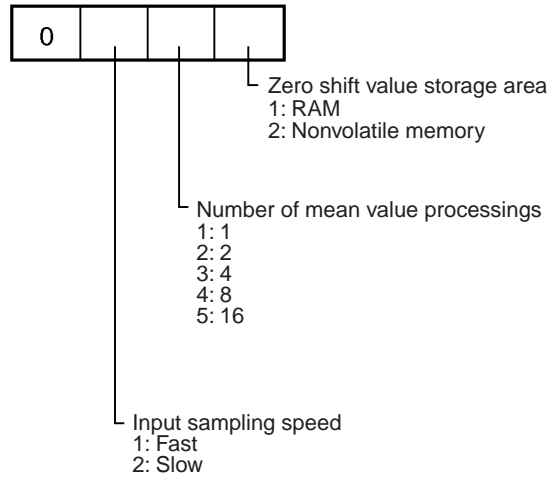 0
Zero shift value storage area
1: RAM
2: Nonvolatile memory
Number of mean value processings
1: 1
2: 2
3: 4
4: 8
5: 16
Input sampling speed
1: Fast
2: Slow